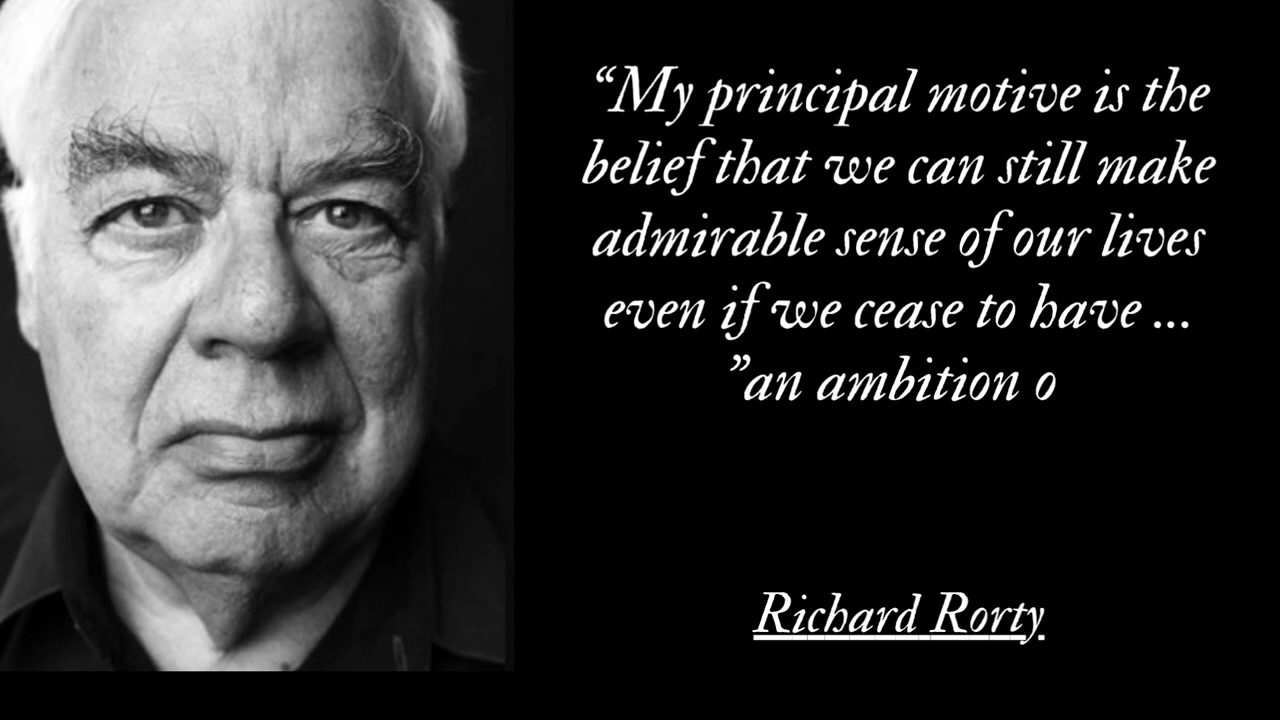 “My principal motive is the
belief that we can still make
admirable sense of our lives
even if we cease to have ...
”an ambition o
Richard Rorty